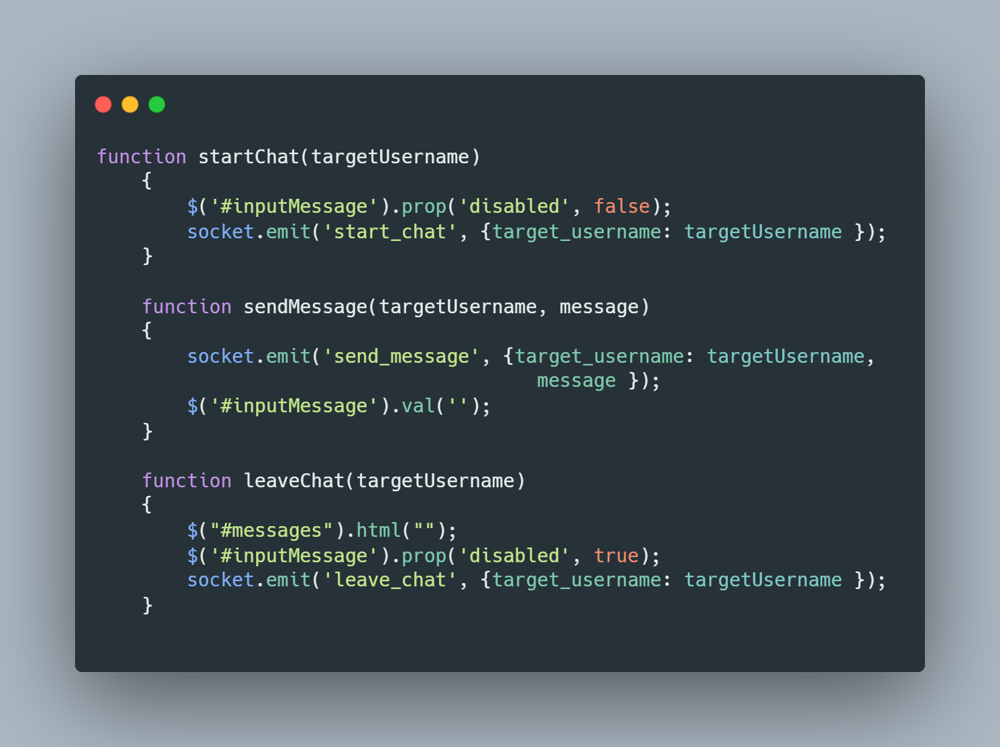 function startChat(targetUsername)
    {
        $('#inputMessage').prop('disabled', false);
        socket.emit('start_chat', {target_username: targetUsername });
    }

    function sendMessage(targetUsername, message)
    {
        socket.emit('send_message', {target_username: targetUsername,
                                       message });
        $('#inputMessage').val('');
    }

    function leaveChat(targetUsername)
    {
        $("#messages").html("");
        $('#inputMessage').prop('disabled', true);
        socket.emit('leave_chat', {target_username: targetUsername });
    }